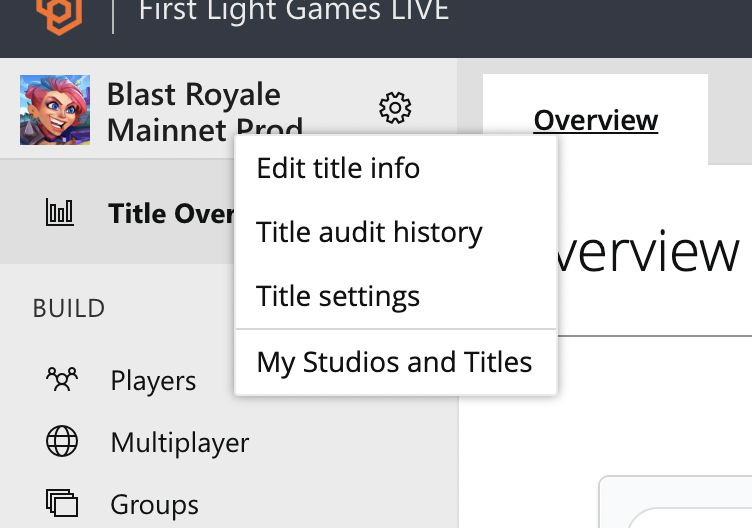 First Light Games LIVE
Blast Royale
Mainnet Prod
Overview
Edit title info
Title audit history
Title settings
My Studios and Titles
Title Over
verview
BUILD
Players
Multiplayer
Groups